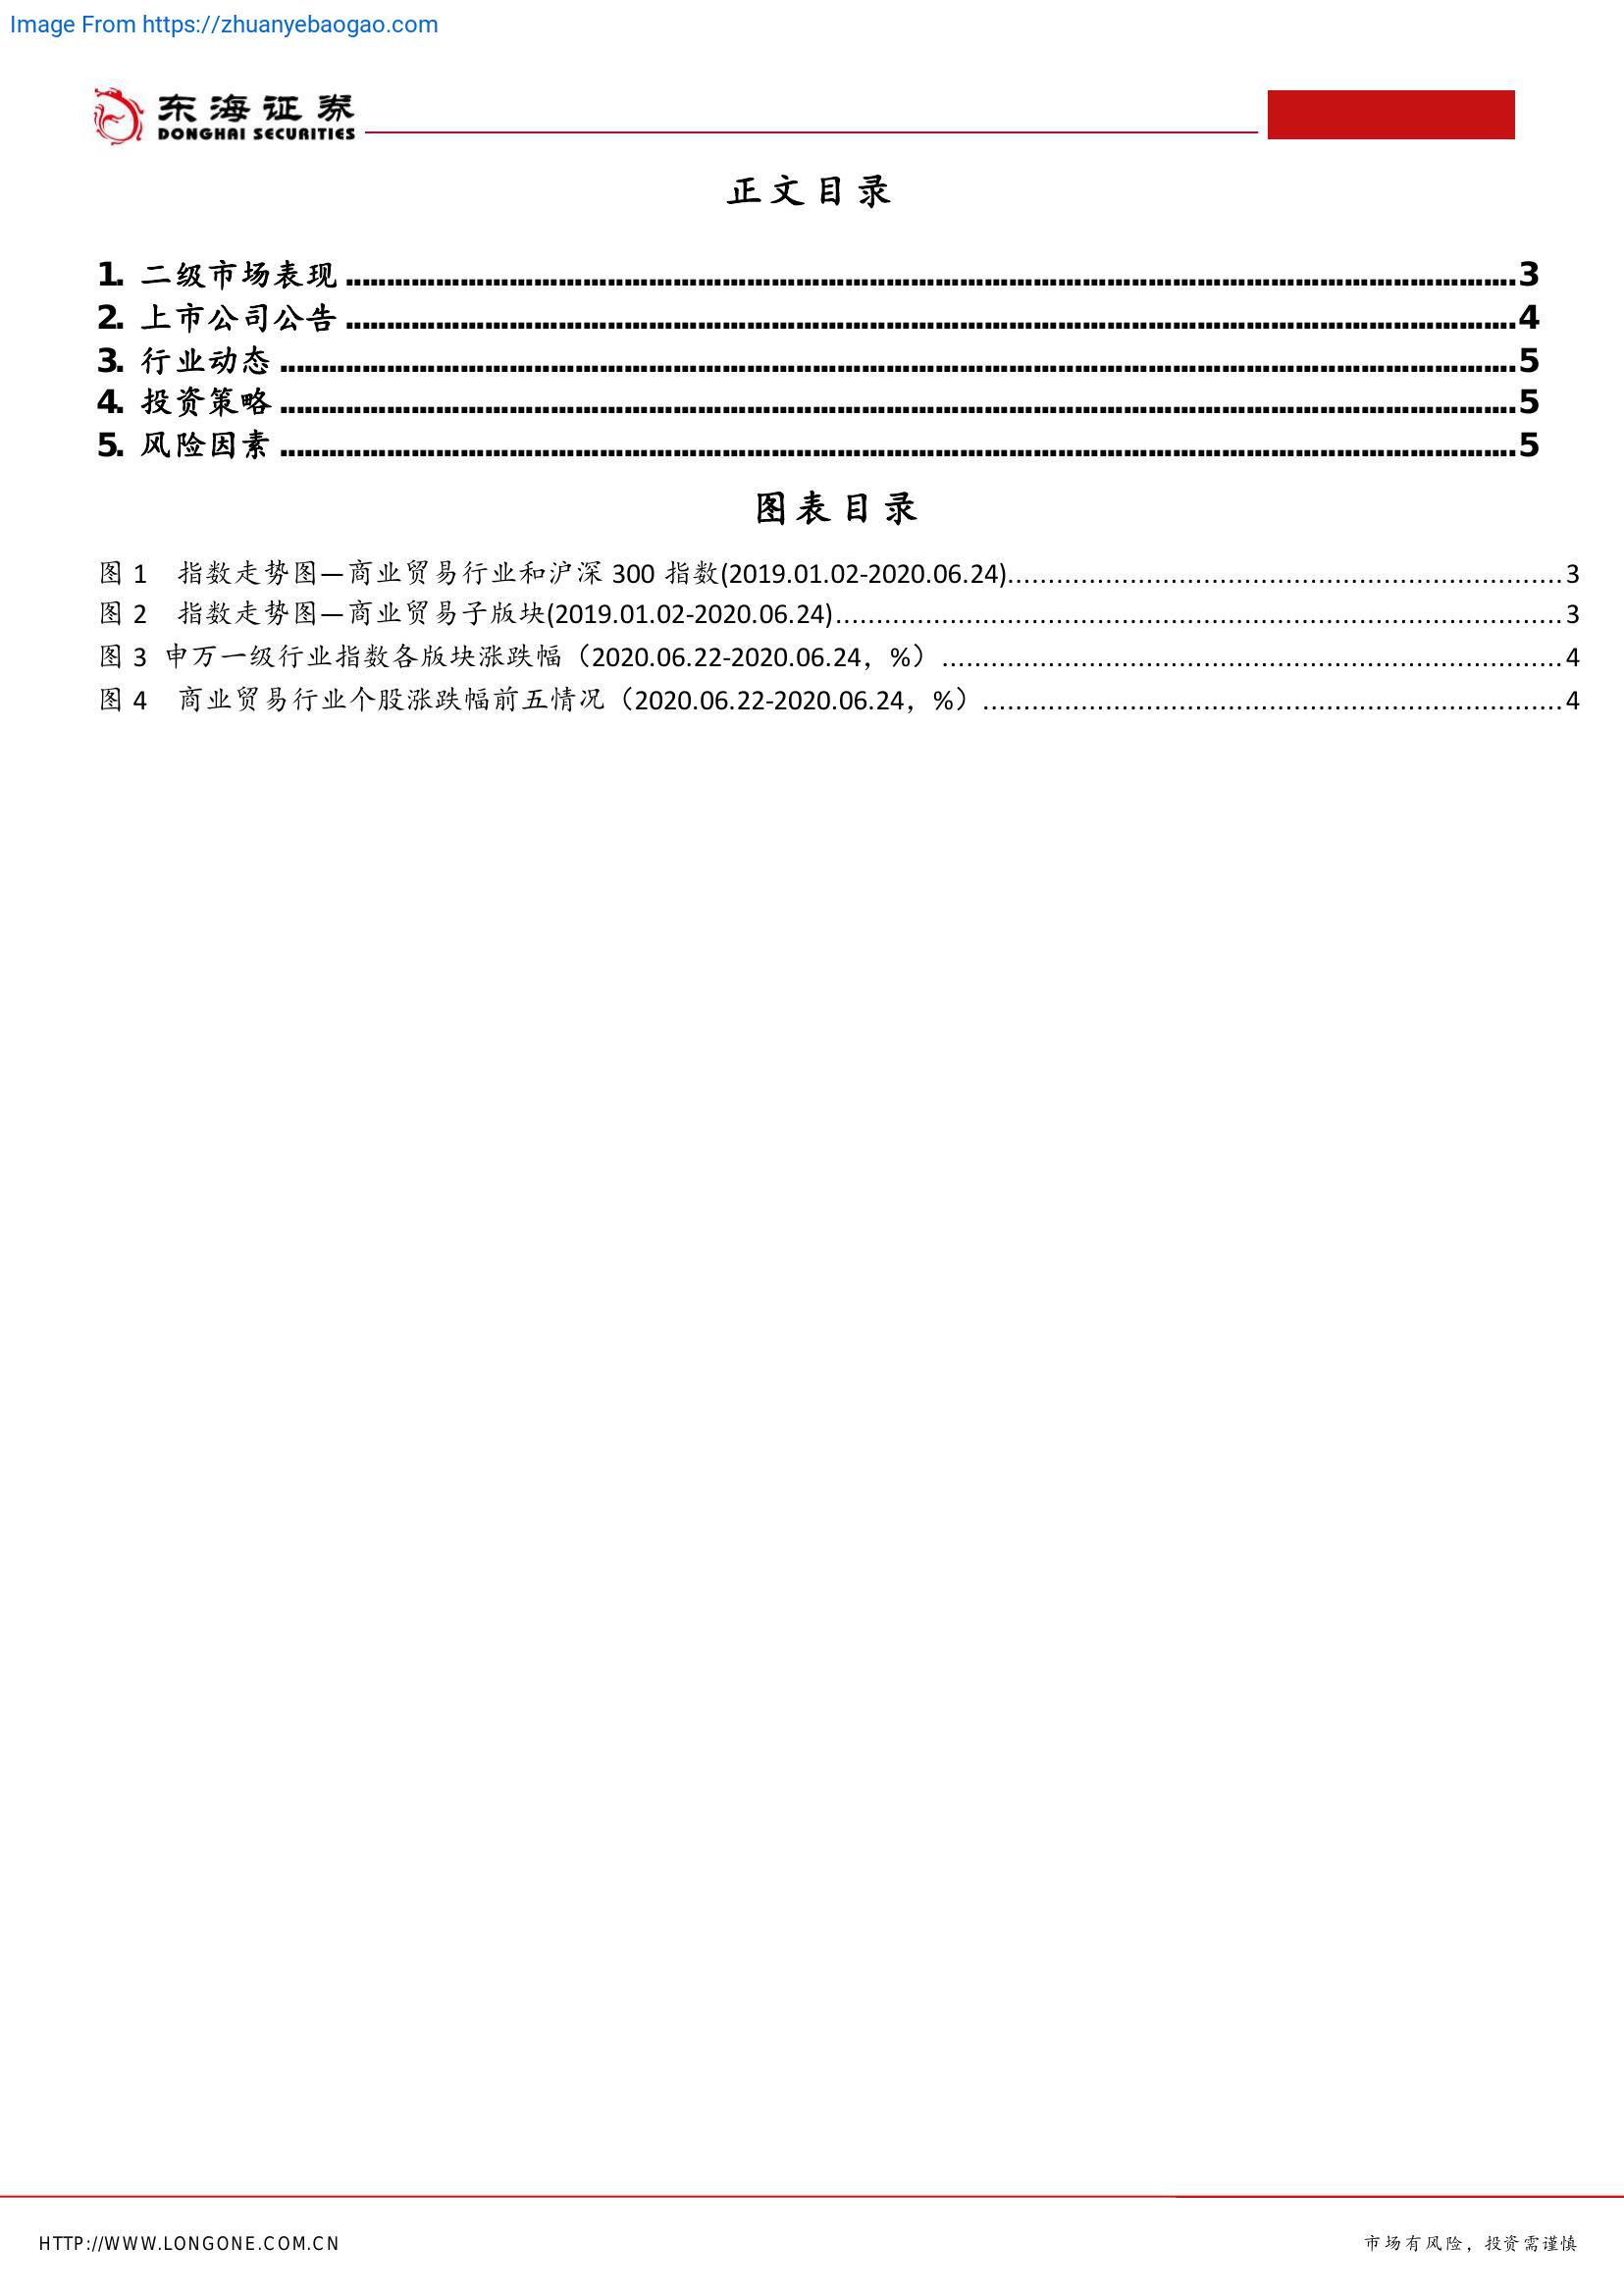 Image From https://zhuanyebaogao.com
东海证券
DONGHAI SECURITIES
正文目录
1. 二级市场表现 ........................................................................ 3
2. 上市公司公告 ........................................................................ 4
3. 行业动态 ........................................................................ 5
4. 投资策略 ........................................................................ 5
5. 风险因素 ........................................................................ 5
图表目录
图 1 指数走势图—商业贸易行业和沪深 300 指数(2019.01.02-2020.06.24)........................................ 3
图 2 指数走势图—商业贸易子版块(2019.01.02-2020.06.24)........................................ 3
图 3 申万一级行业指数各版块涨跌幅（2020.06.22-2020.06.24，%）........................................ 4
图 4 商业贸易行业个股涨跌幅前五情况（2020.06.22-2020.06.24，%）........................................ 4
HTTP://WWW.LONGONE.COM.CN
市场有风险，投资需谨慎